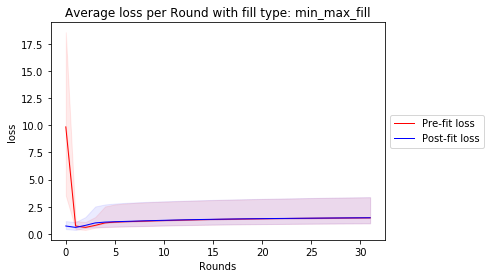 Average loss per Round with fill type: min_max_fill
17.5
15.0
12.5
10.0
7.5
5.0
2.5
0.0
loss
0 5 10 15 20 25 30
Rounds
Pre-fit loss
Post-fit loss